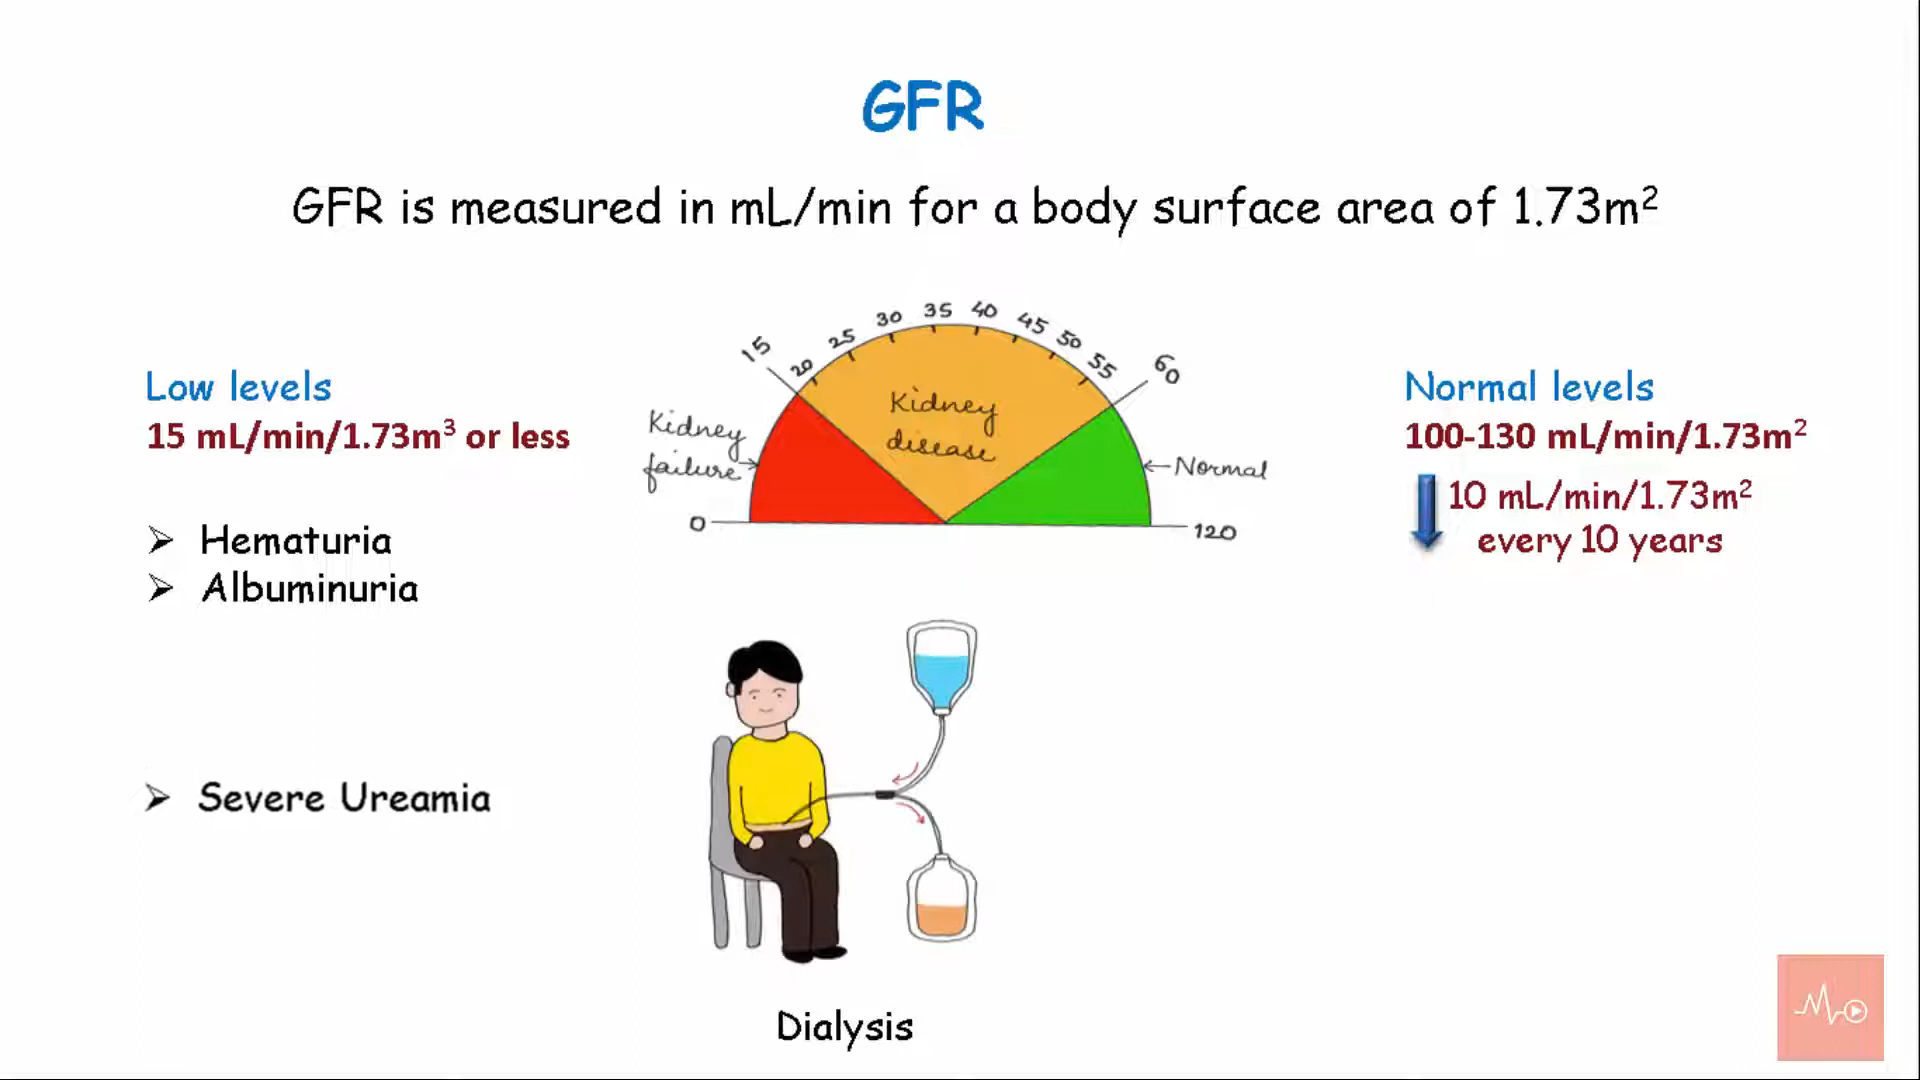 GFR
GFR is measured in mL/min for a body surface area of 1.73m²
Low levels
15 mL/min/1.73m³ or less
➢ Hematuria
➢ Albuminuria
➢ Severe Ureamia
0
15
20
25
30
35
40
45
50
55
60
120
Kidney
failure
Kidney
disease
Normal
Normal levels
100-130 mL/min/1.73m²
10 mL/min/1.73m²
every 10 years
Dialysis